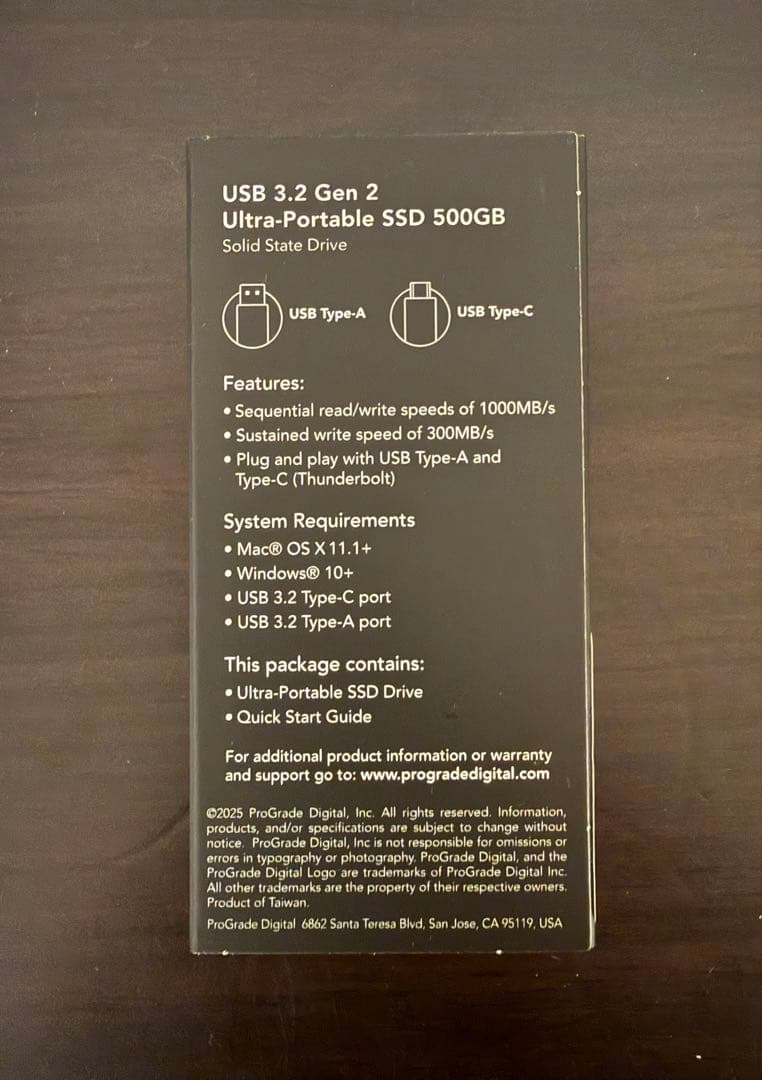 USB 3.2 Gen 2
Ultra-Portable SSD 500GB
Solid State Drive
USB Type-A
USB Type-C
Features:
• Sequential read/write speeds of 1000MB/s
• Sustained write speed of 300MB/s
• Plug and play with USB Type-A and
Type-C (Thunderbolt)
System Requirements
• Mac® OS X 11.1+
• Windows® 10+
• USB 3.2 Type-C port
• USB 3.2 Type-A port
This package contains:
• Ultra-Portable SSD Drive
• Quick Start Guide
For additional product information or warranty
and support go to: www.progradedigital.com
©2025 ProGrade Digital, Inc. All rights reserved. Information,
products, and/or specifications are subject to change without
notice. ProGrade Digital, Inc is not responsible for omissions or
errors in typography or photography. ProGrade Digital, and the
ProGrade Digital Logo are trademarks of ProGrade Digital Inc.
All other trademarks are the property of their respective owners.
Product of Taiwan.
ProGrade Digital 6862 Santa Teresa Blvd, San Jose, CA 95119, USA